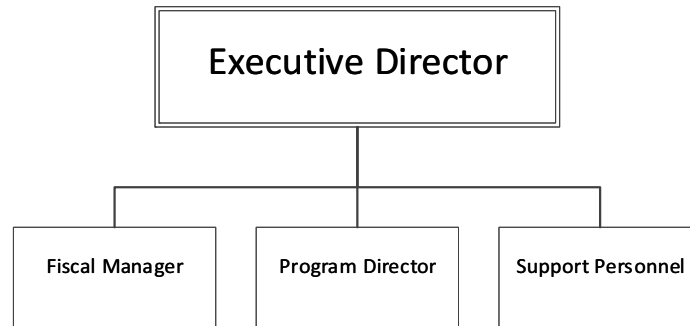 Executive Director
Fiscal Manager
Program Director
Support Personnel